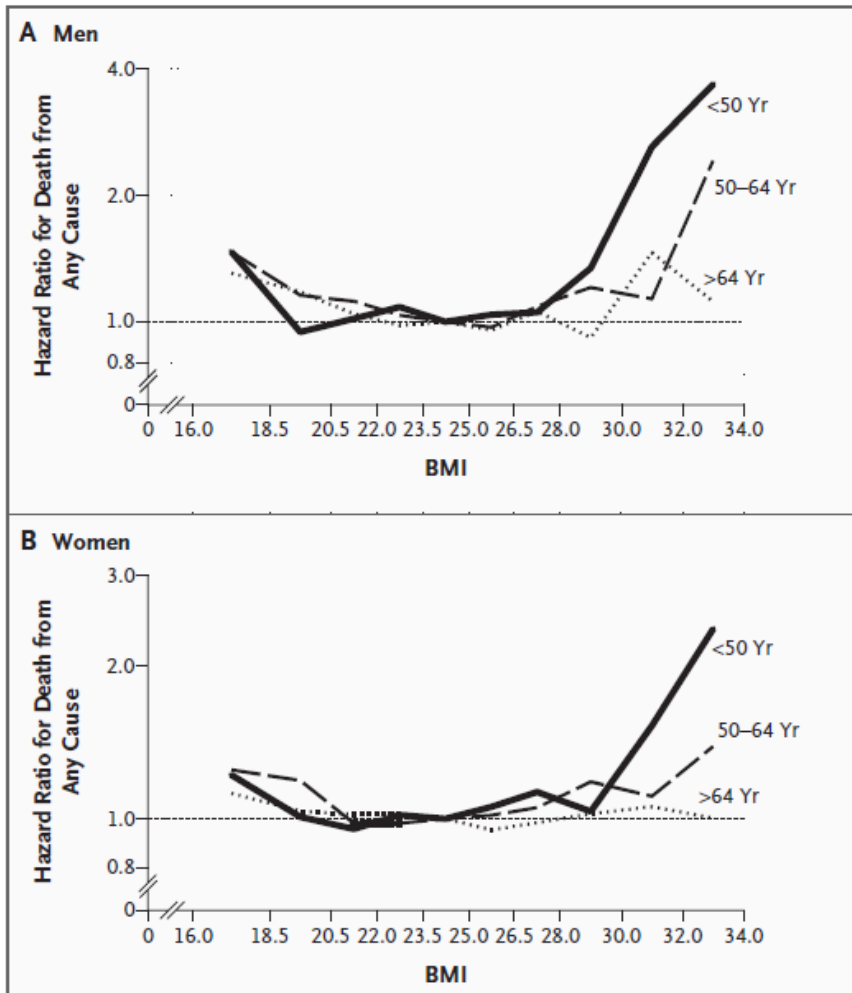 A Men
4.0
<50 Yr
Hazard Ratio for Death from
Any Cause
2.0
50–64 Yr
>64 Yr
1.0
0.8
0
0 16.0 18.5 20.5 22.0 23.5 25.0 26.5 28.0 30.0 32.0 34.0
BMI
B Women
3.0
Hazard Ratio for Death from
Any Cause
2.0
<50 Yr
50–64 Yr
>64 Yr
1.0
0.8
0
0 16.0 18.5 20.5 22.0 23.5 25.0 26.5 28.0 30.0 32.0 34.0
BMI